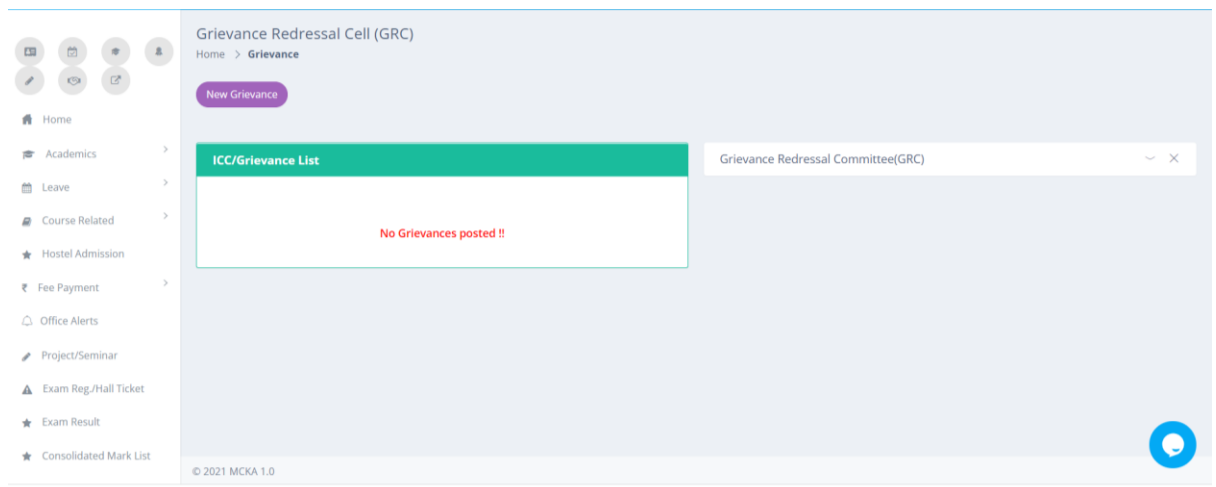 Grievance Redressal Cell (GRC)
Home > Grievance
New Grievance
Home
Academics
Leave
Course Related
Hostel Admission
₹ Fee Payment
Office Alerts
Project/Seminar
Exam Reg./Hall Ticket
Exam Result
Consolidated Mark List
ICC/Grievance List
No Grievances posted !!
Grievance Redressal Committee(GRC)
© 2021 MCKA 1.0